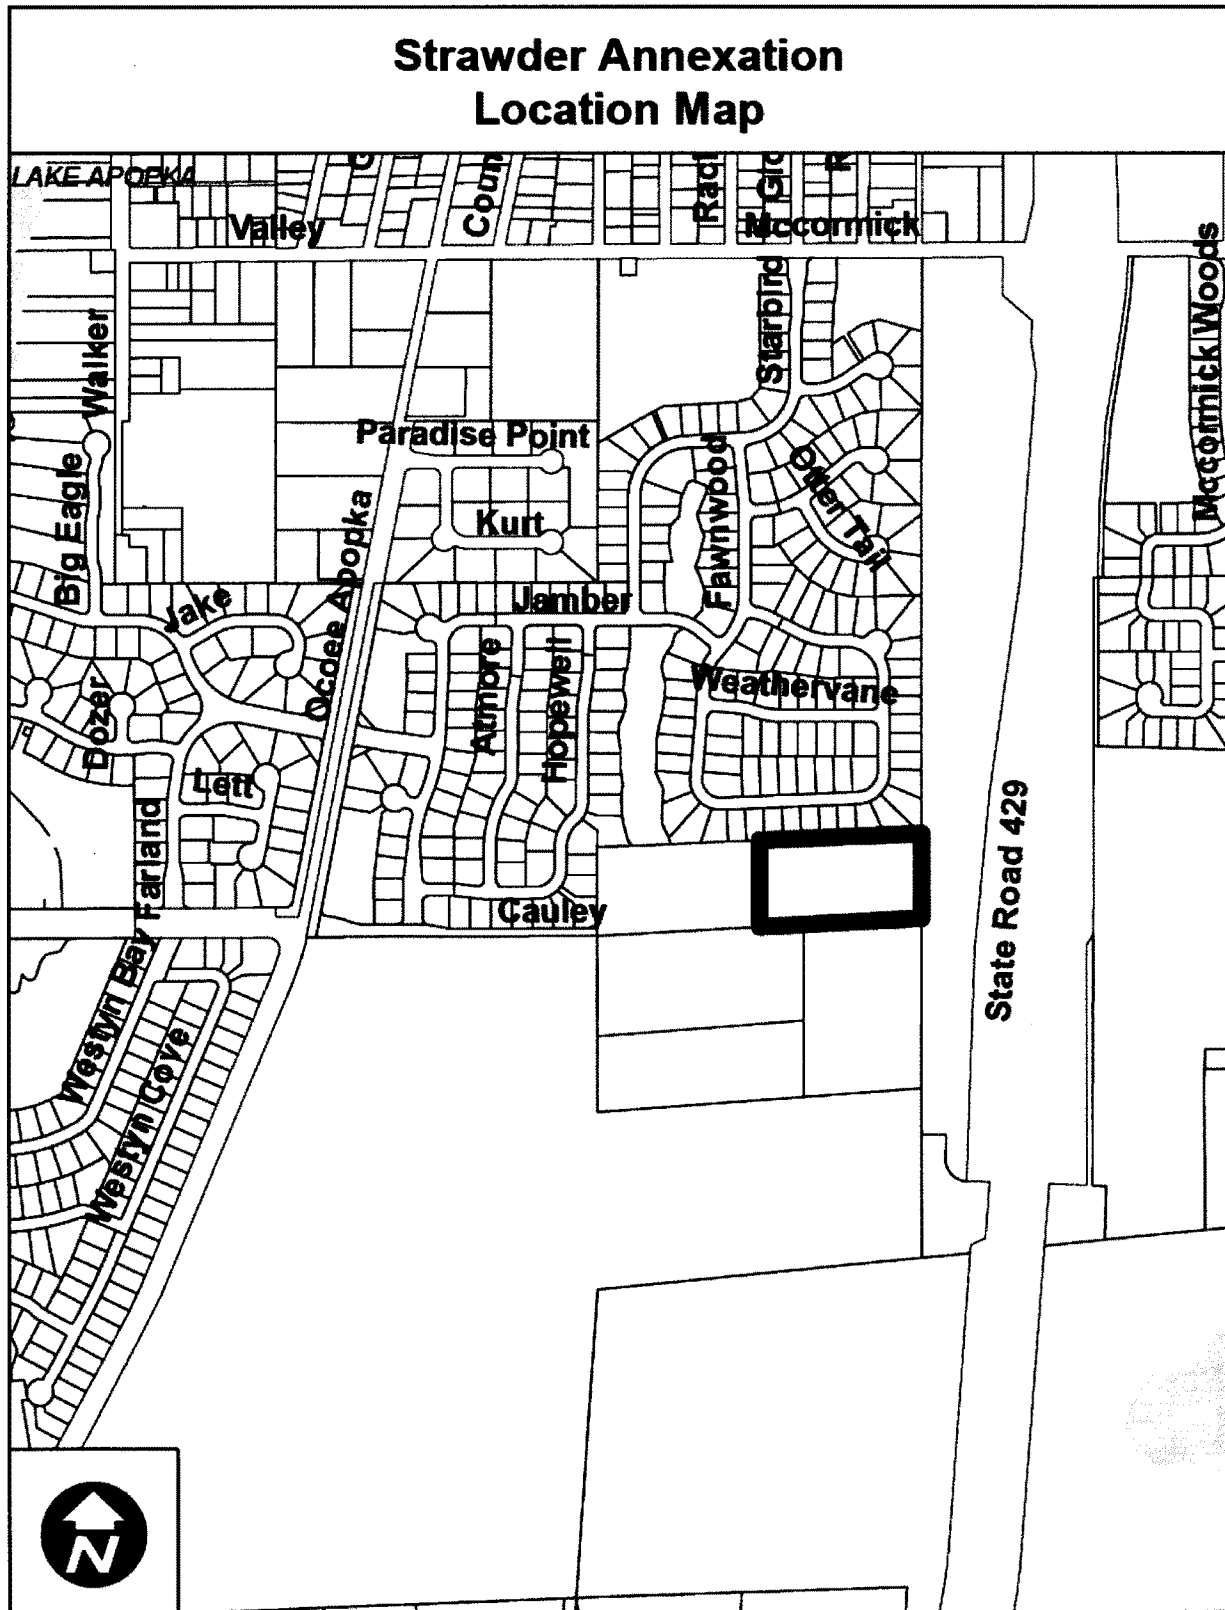 Strawder Annexation
Location Map
LAKE APOPKA
Valley
Mccormick
Starbird
Mccormick Woods
Walker
Paradise Point
Big Eagle
Kurt
Fawnwood
Otter Tail
Ocoee Apopka
Jake
Jamber
Atmore
Hopewell
Weathervane
Dozer
Lett
Farland
State Road 429
Cauley
Westyn Bay
Westyn Cove
N